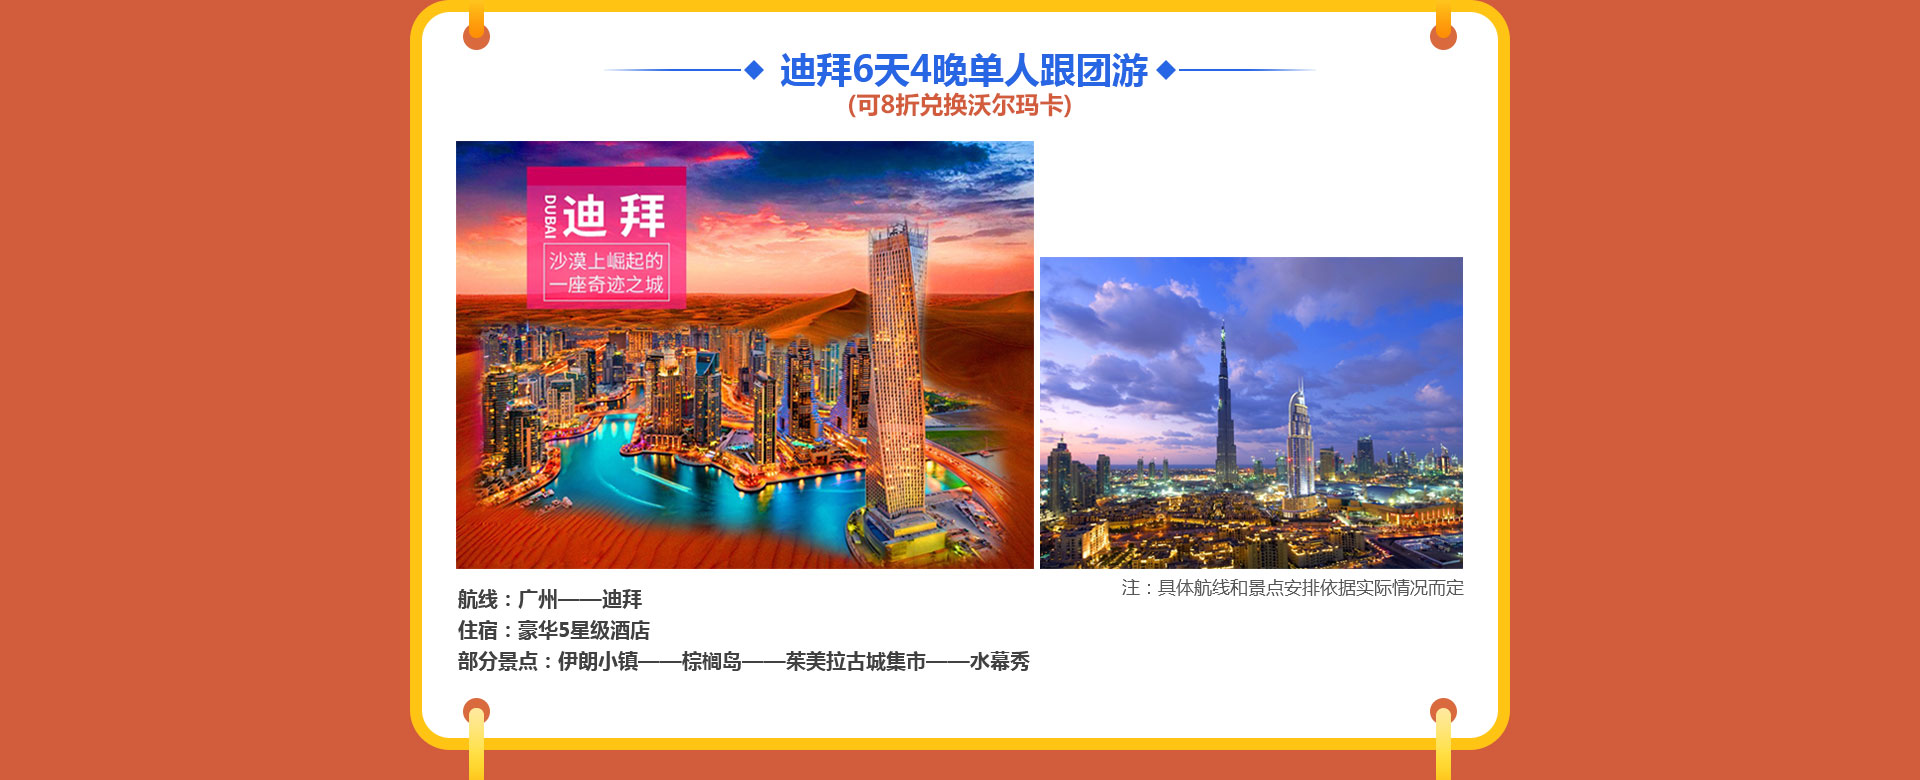 迪拜6天4晚单人跟团游
(可8折兑换沃尔玛卡)
DUBAI
迪拜
沙漠上崛起的
一座奇迹之城
注：具体航线和景点安排依据实际情况而定
航线：广州——迪拜
住宿：豪华5星级酒店
部分景点：伊朗小镇——棕榈岛——茱美拉古城集市——水幕秀